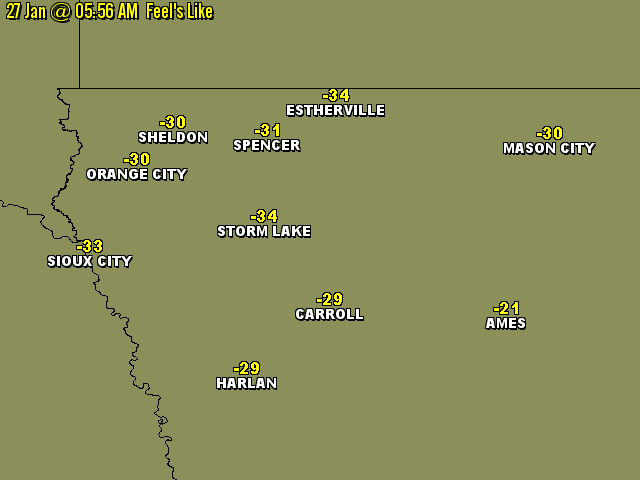 27 Jan @ 05:56 AM Feel's Like
-34
ESTHERVILLE
-30
SHELDON
-31
SPENCER
-30
MASON CITY
-30
ORANGE CITY
-34
STORM LAKE
-33
SIOUX CITY
-29
CARROLL
-21
AMES
-29
HARLAN